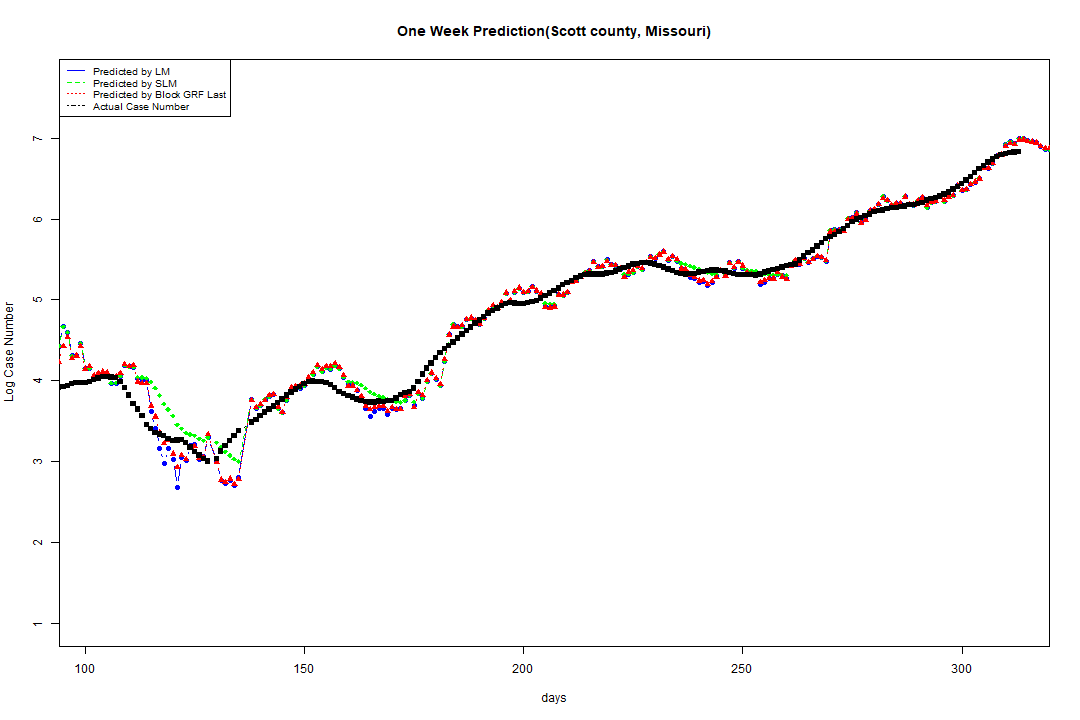 One Week Prediction(Scott county, Missouri)
Predicted by LM
Predicted by SLM
Predicted by Block GRF Last
Actual Case Number
Log Case Number
7
6
5
4
3
2
1
100 150 200 250 300
days